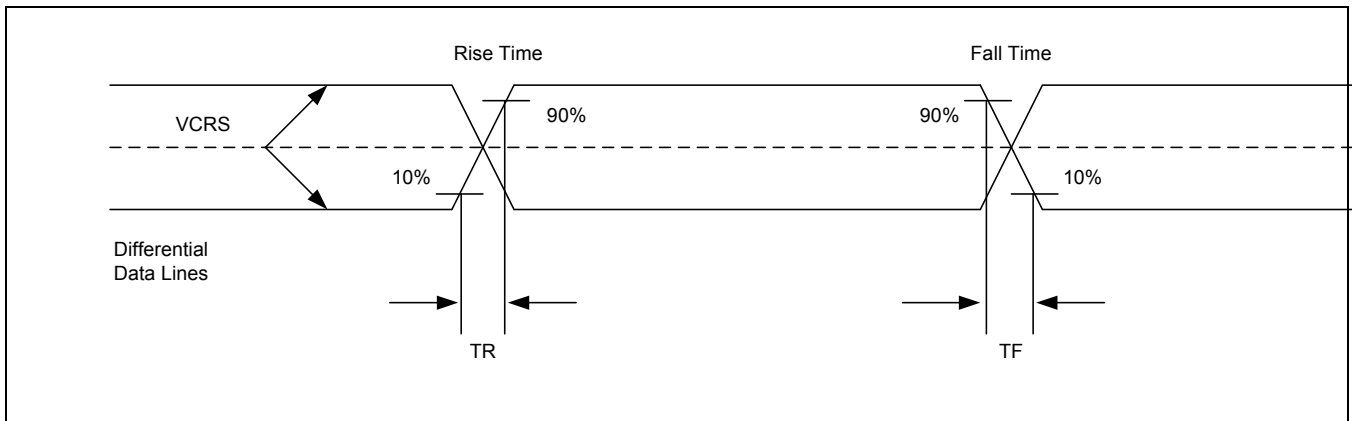 Rise Time
Fall Time
VCRS
90%
90%
10%
10%
Differential
Data Lines
TR
TF